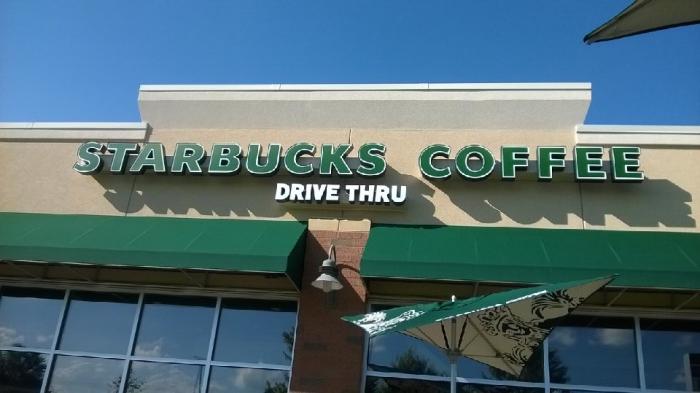 STARBUCKS COFFEE
DRIVE THRU